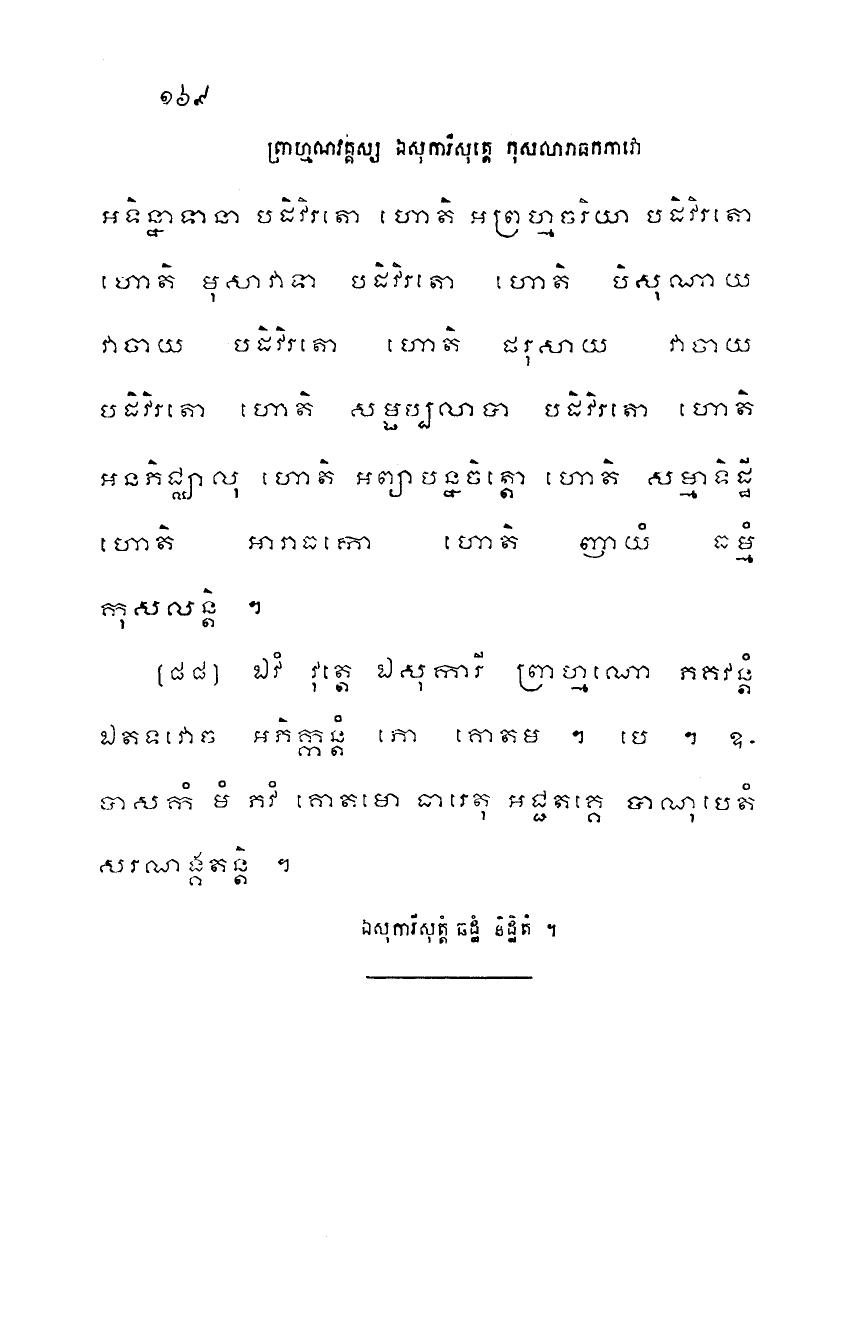 ១៦៩
ព្រាហ្មណវគ្គស្ស ឯសុការីសុត្តេ កុសលារាធកភាវោ
អទិន្នាទានា បដិវិរតោ ហោតិ អព្រហ្មចរិយា បដិវិរតោ
ហោតិ មុសាវាទា បដិវិរតោ ហោតិ បិសុណាយ
វាចាយ បដិវិរតោ ហោតិ ផរុសាយ វាចាយ
បដិវិរតោ ហោតិ សម្ផប្បលាបា បដិវិរតោ ហោតិ
អនភិជ្ឈាលុ ហោតិ អព្យាបន្នចិត្តោ ហោតិ សម្មាទិដ្ឋី
ហោតិ អារាធកោ ហោតិ ញាយំ ធម្មំ
កុសលន្តិ ។
[៨៨] ឯវំ វុត្តេ ឯសុការី ព្រាហ្មណោ ភគវន្តំ
ឯតទវោច អភិក្កន្តំ ភោ គោតម ។ បេ ។ ឧ-
បាសកំ មំ ភវំ គោតមោ ធារេតុ អជ្ជតគ្គេ បាណុបេតំ
សរណង្គតន្តិ ។
ឯសុការីសុត្តំ ឆដ្ឋំ និដ្ឋិតំ ។